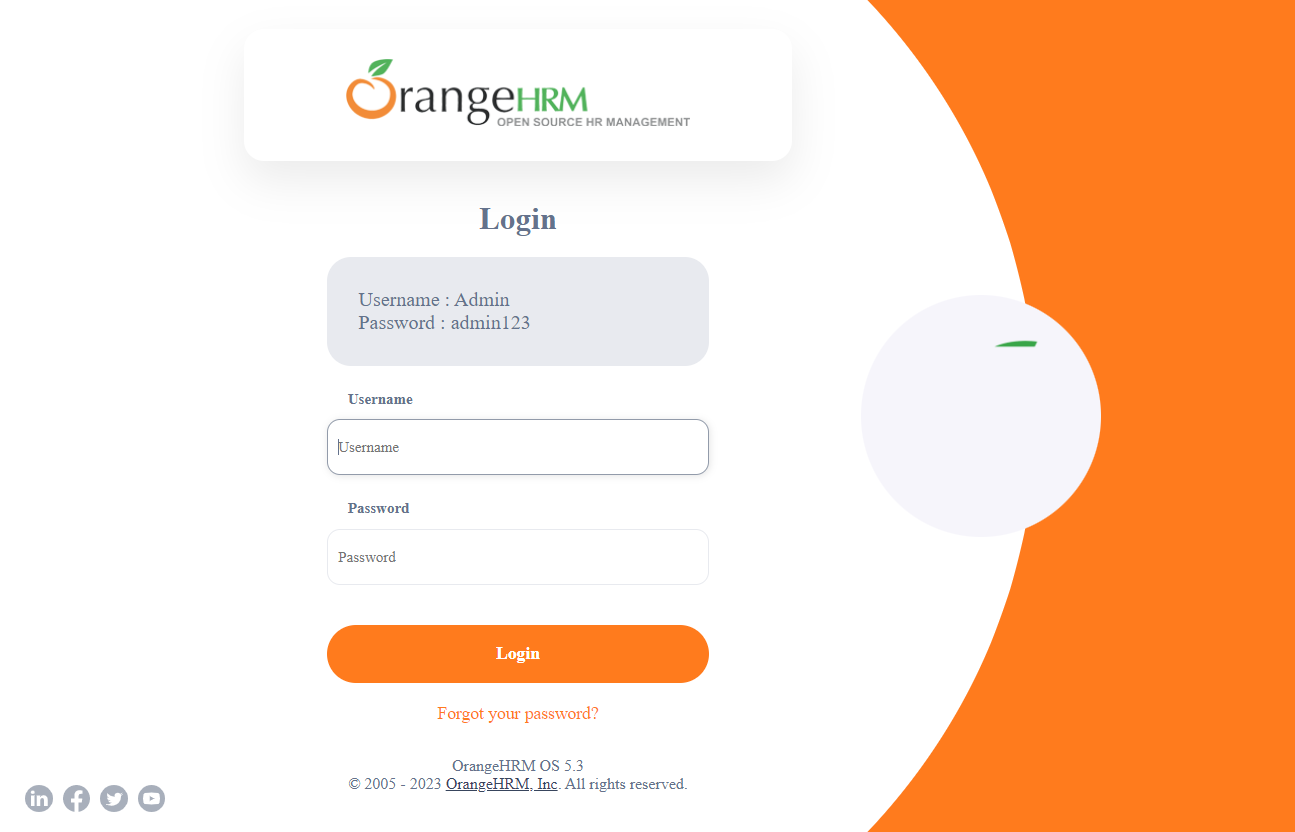 OrangeHRM
OPEN SOURCE HR MANAGEMENT
Login
Username : Admin
Password : admin123
Username
Username
Password
Password
Login
Forgot your password?
OrangeHRM OS 5.3
© 2005 - 2023 OrangeHRM, Inc. All rights reserved.